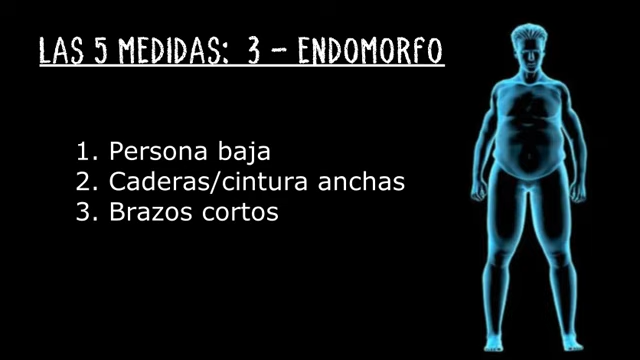 LAS 5 MEDIDAS: 3 - ENDOMORFO
1. Persona baja
2. Caderas/cintura anchas
3. Brazos cortos